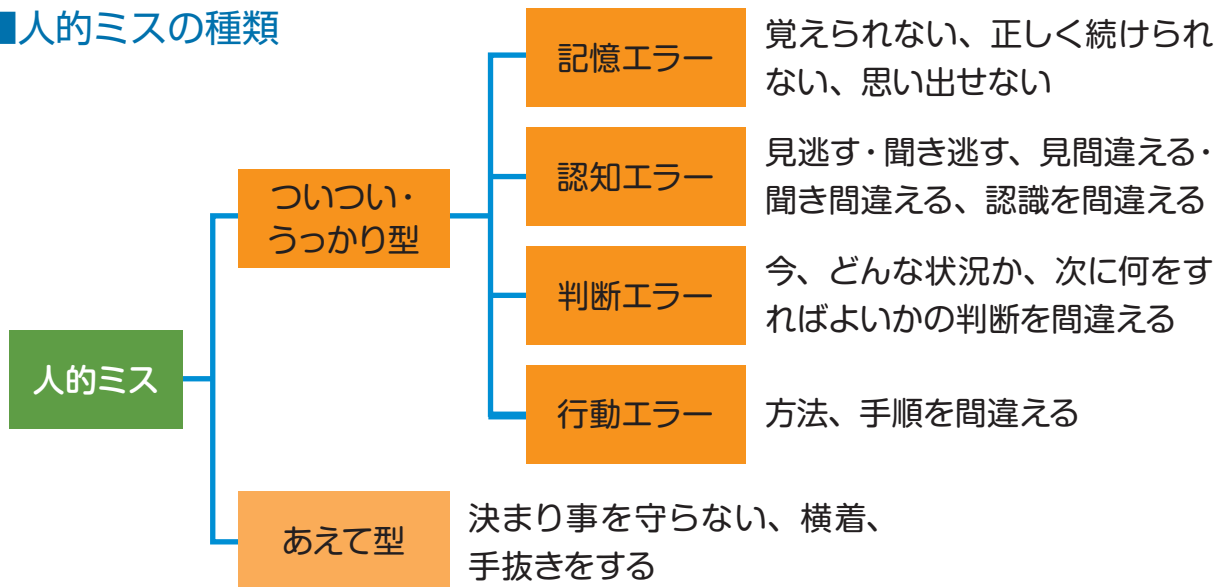 ■人的ミスの種類
人的ミス
ついつい・
うっかり型
記憶エラー
覚えられない、正しく続けられ
ない、思い出せない
認知エラー
見逃す・聞き逃す、見間違える・
聞き間違える、認識を間違える
判断エラー
今、どんな状況か、次に何をす
ればよいかの判断を間違える
行動エラー
方法、手順を間違える
あえて型
決まり事を守らない、横着、
手抜きをする